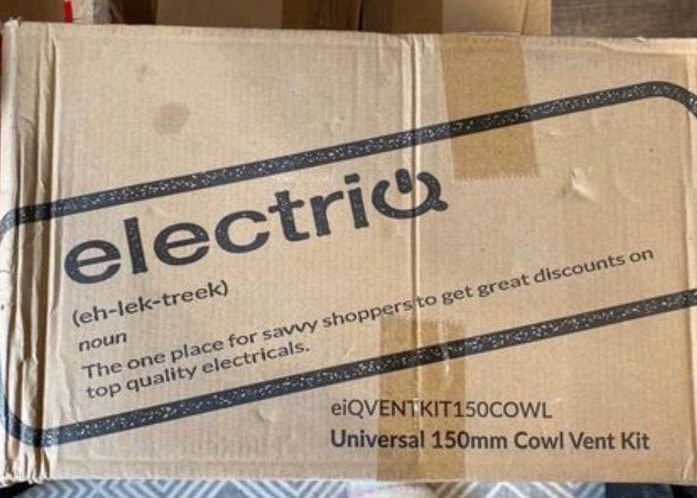 electriQ
(eh-lek-treek)
noun
The one place for savvy shoppers to get great discounts on
top quality electricals.
eiQVENTKIT150COWL
Universal 150mm Cowl Vent Kit